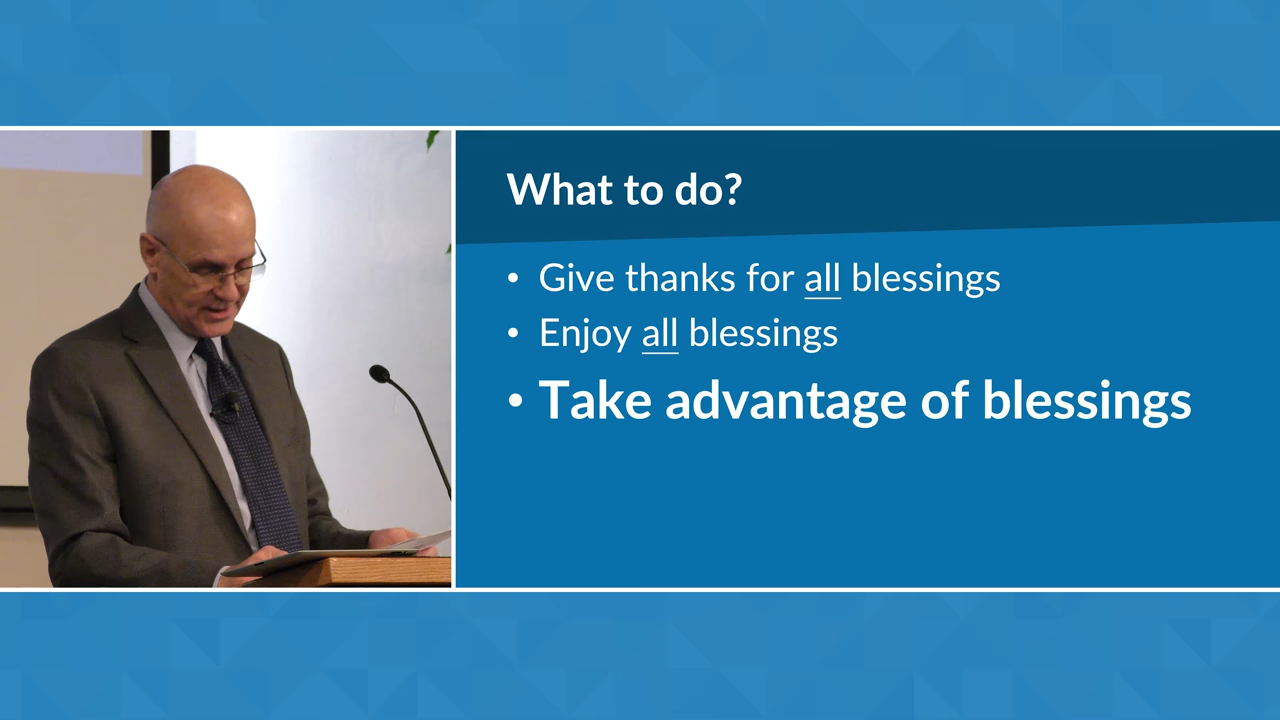 What to do?
• Give thanks for all blessings
• Enjoy all blessings
• Take advantage of blessings